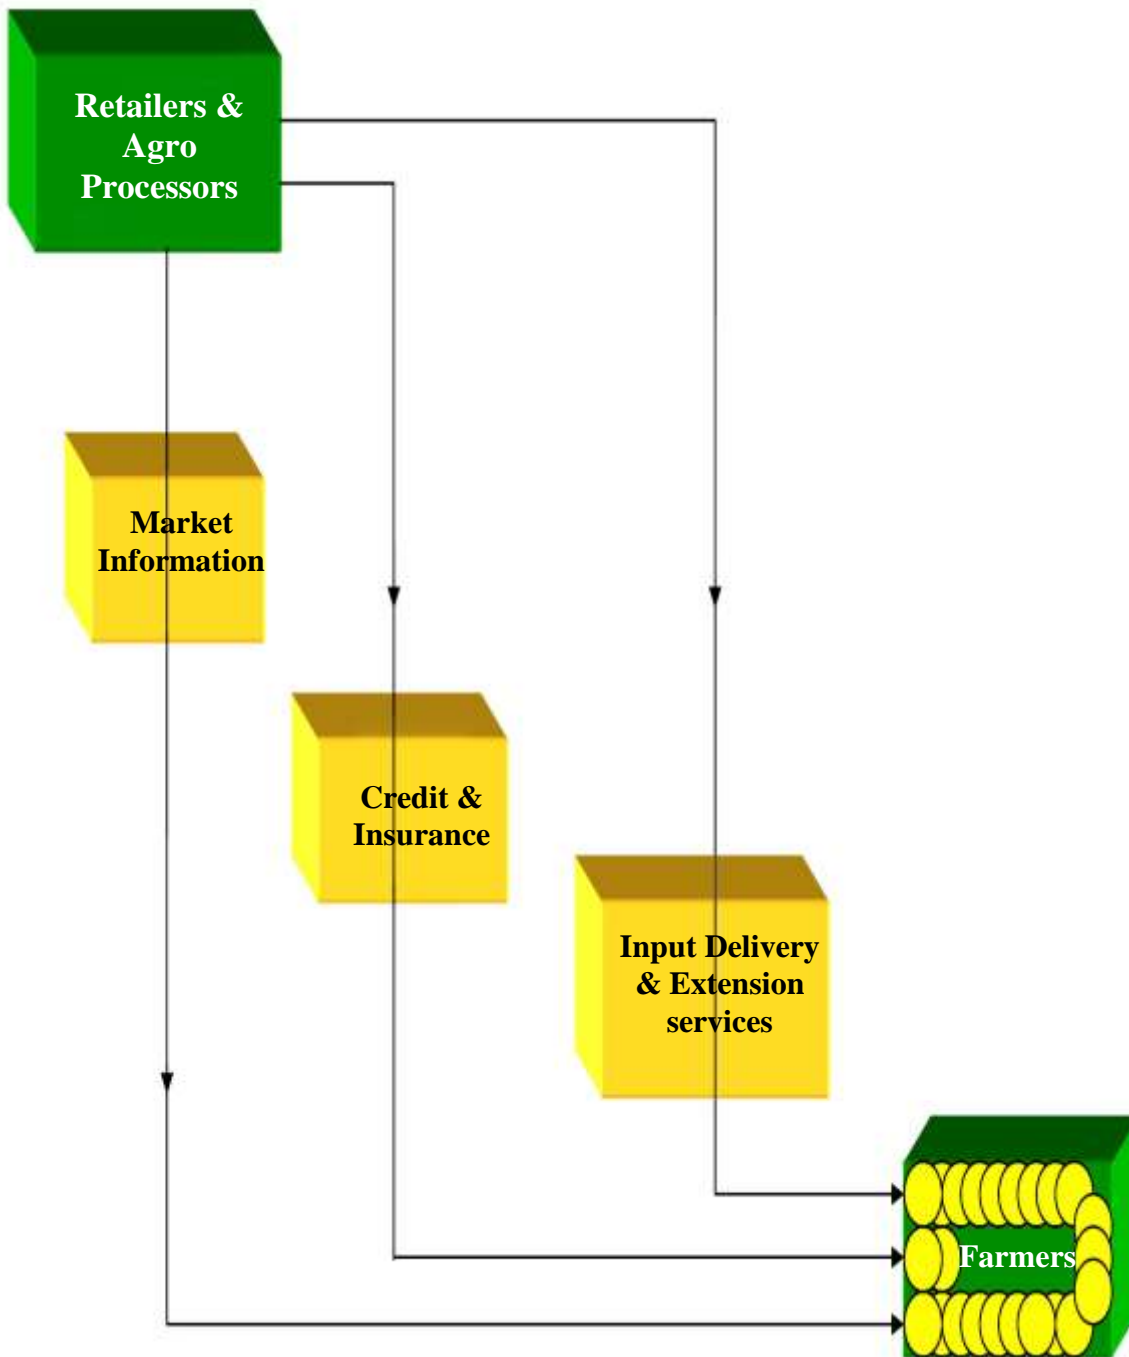 Retailers &
Agro
Processors
Market
Information
Credit &
Insurance
Input Delivery
& Extension
services
Farmers